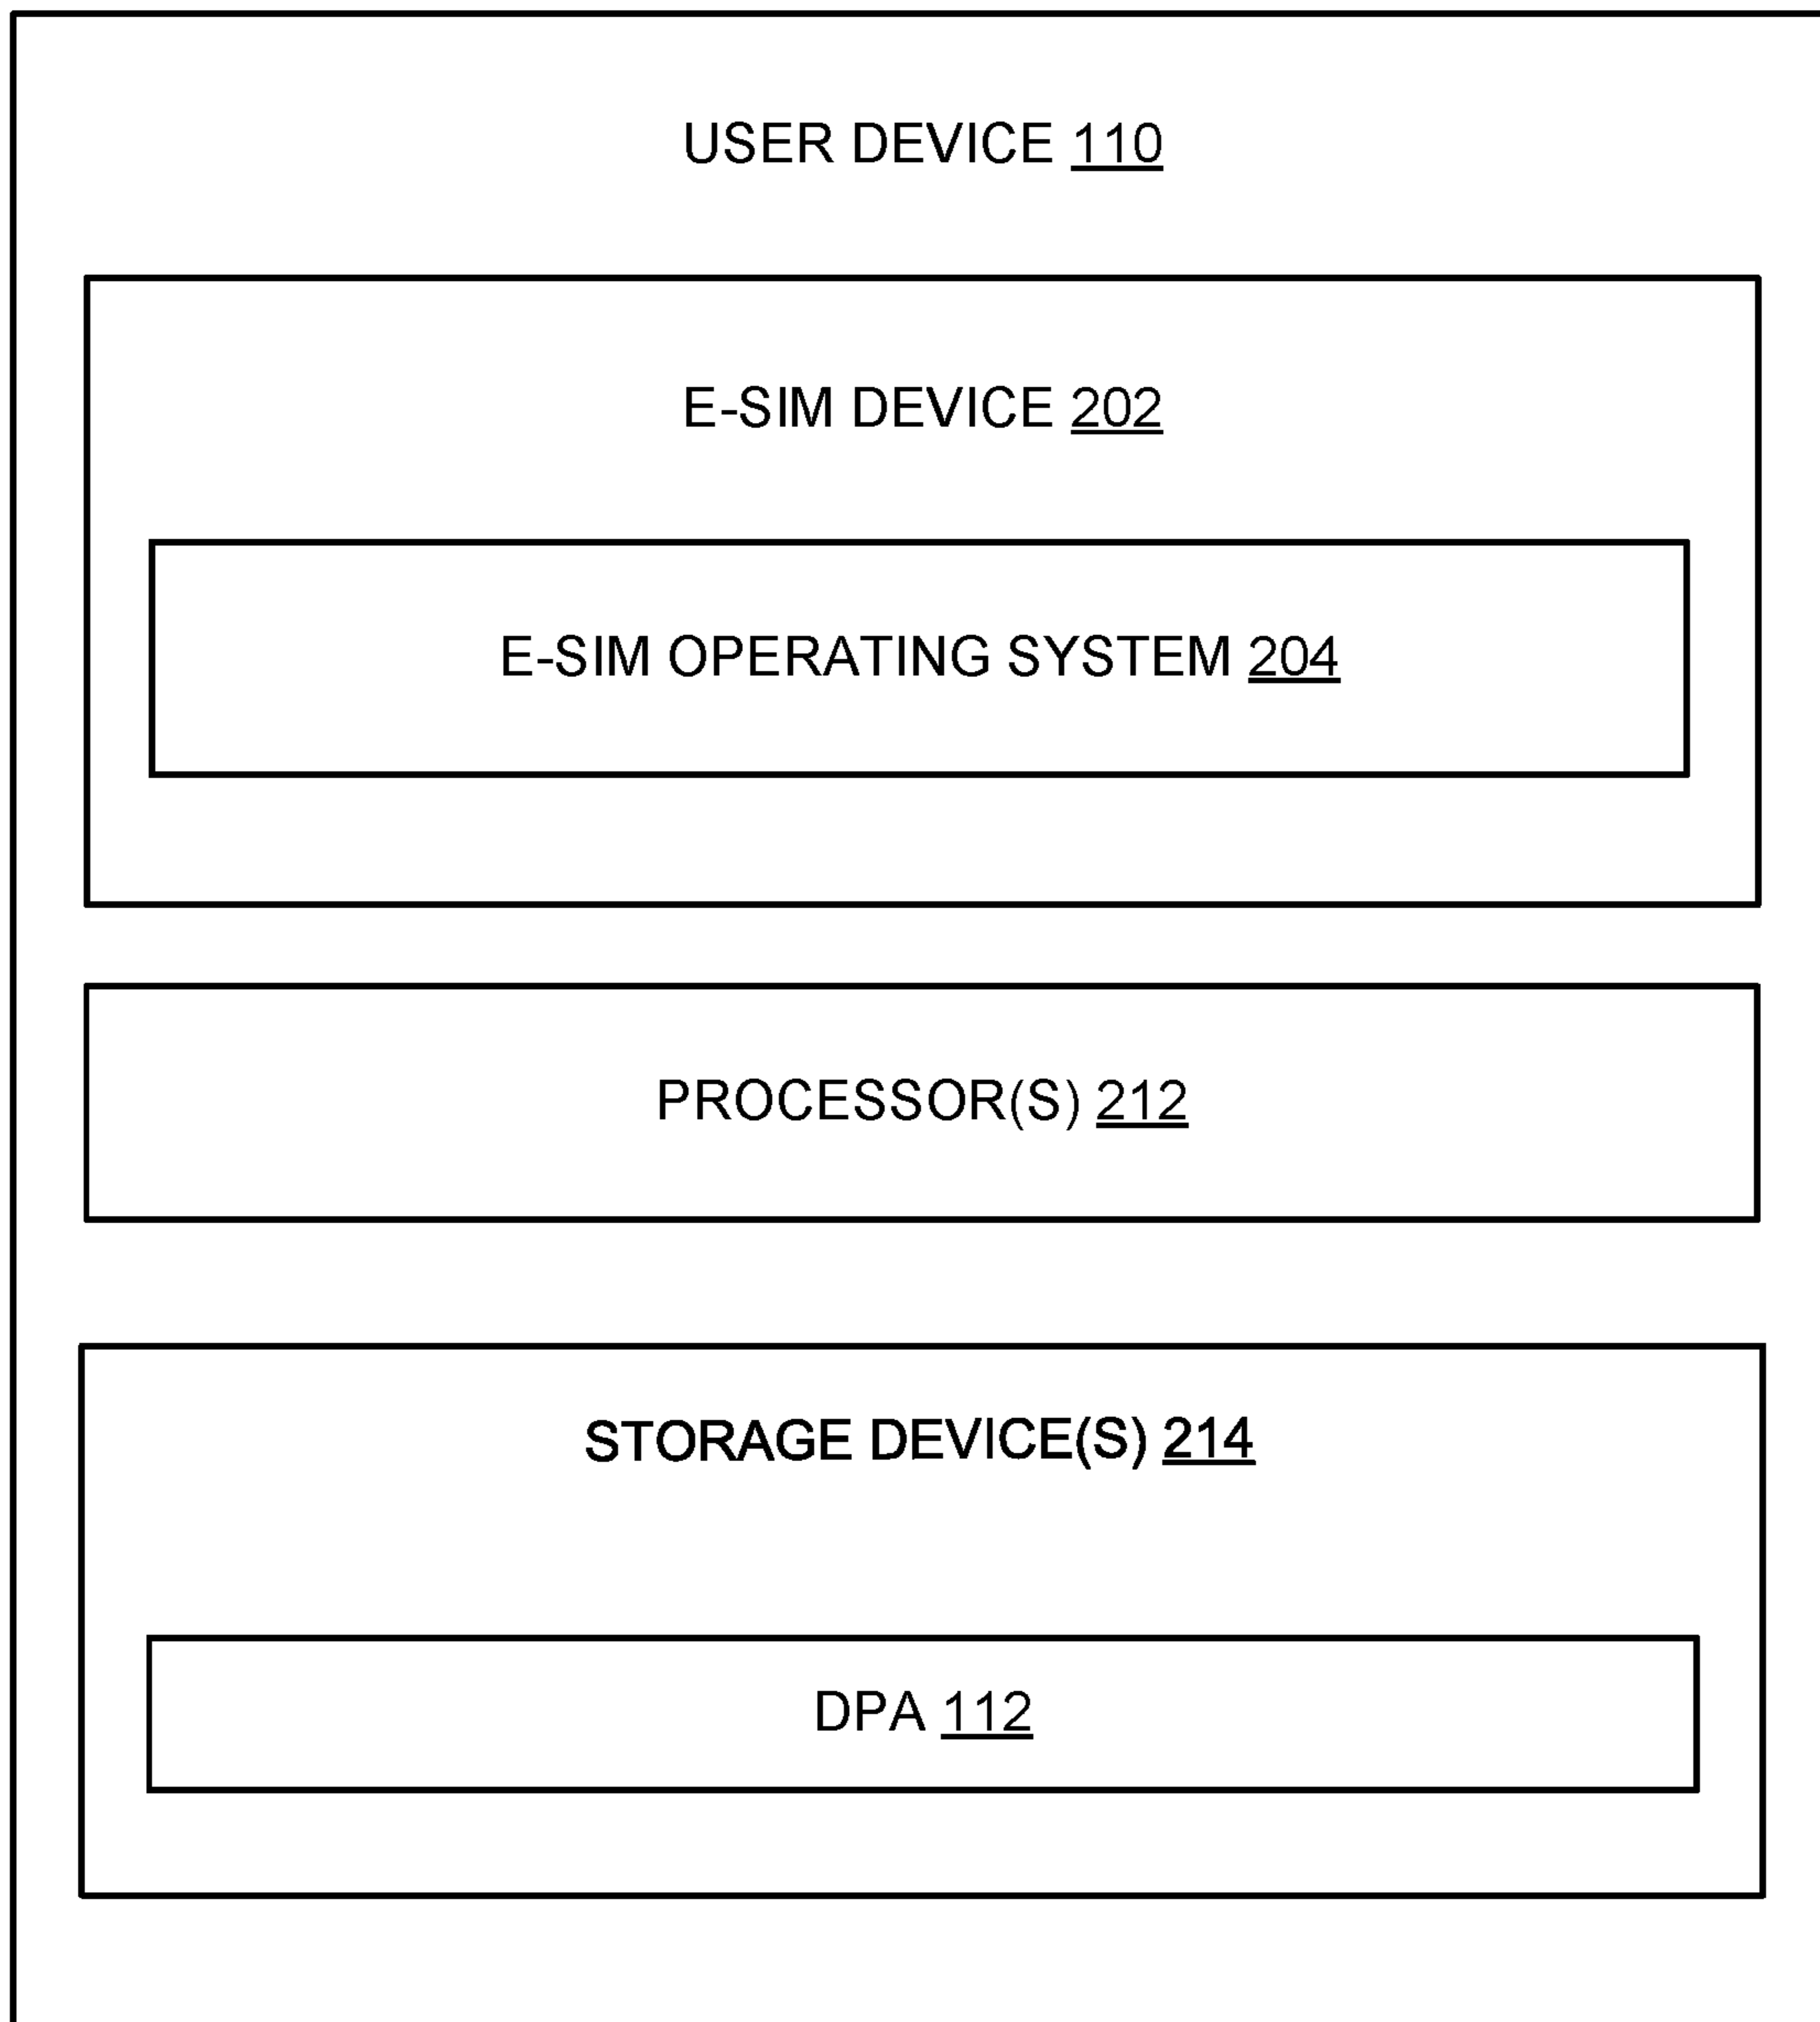 USER DEVICE 110
E-SIM DEVICE 202
E-SIM OPERATING SYSTEM 204
PROCESSOR(S) 212
STORAGE DEVICE(S) 214
DPA 112